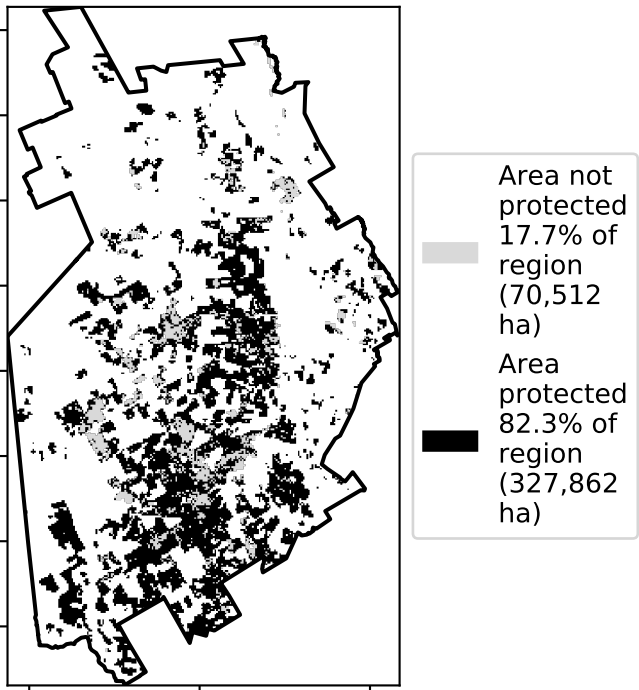 Area not
protected
17.7% of
region
(70,512
ha)
Area
protected
82.3% of
region
(327,862
ha)